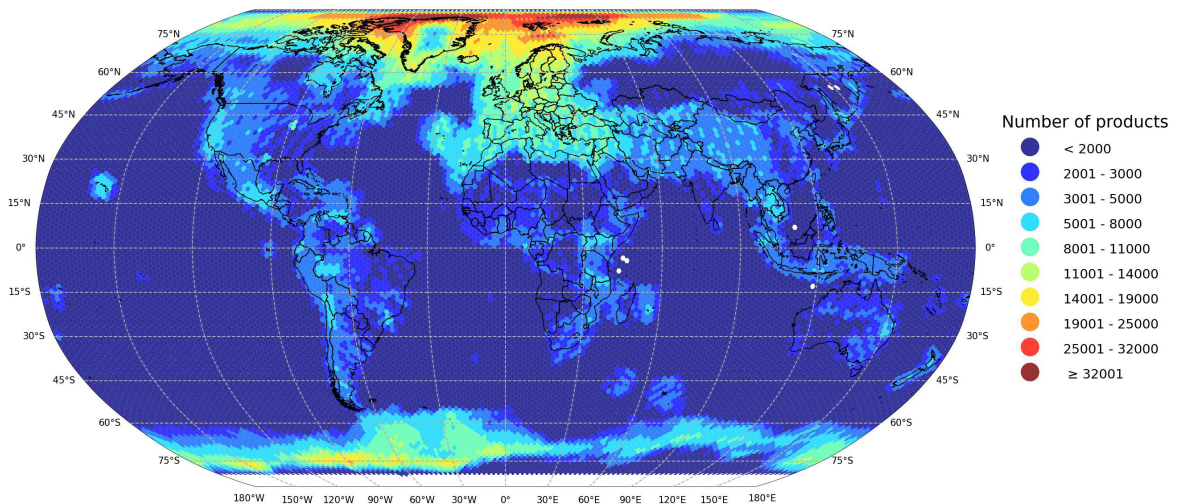 75°N
75°N
60°N
60°N
45°N
45°N
30°N
30°N
15°N
15°N
0°
0°
15°S
15°S
30°S
30°S
45°S
45°S
60°S
60°S
75°S
75°S
180°W 150°W 120°W 90°W 60°W 30°W 0° 30°E 60°E 90°E 120°E 150°E 180°E
Number of products
< 2000
2001 - 3000
3001 - 5000
5001 - 8000
8001 - 11000
11001 - 14000
14001 - 19000
19001 - 25000
25001 - 32000
≥ 32001